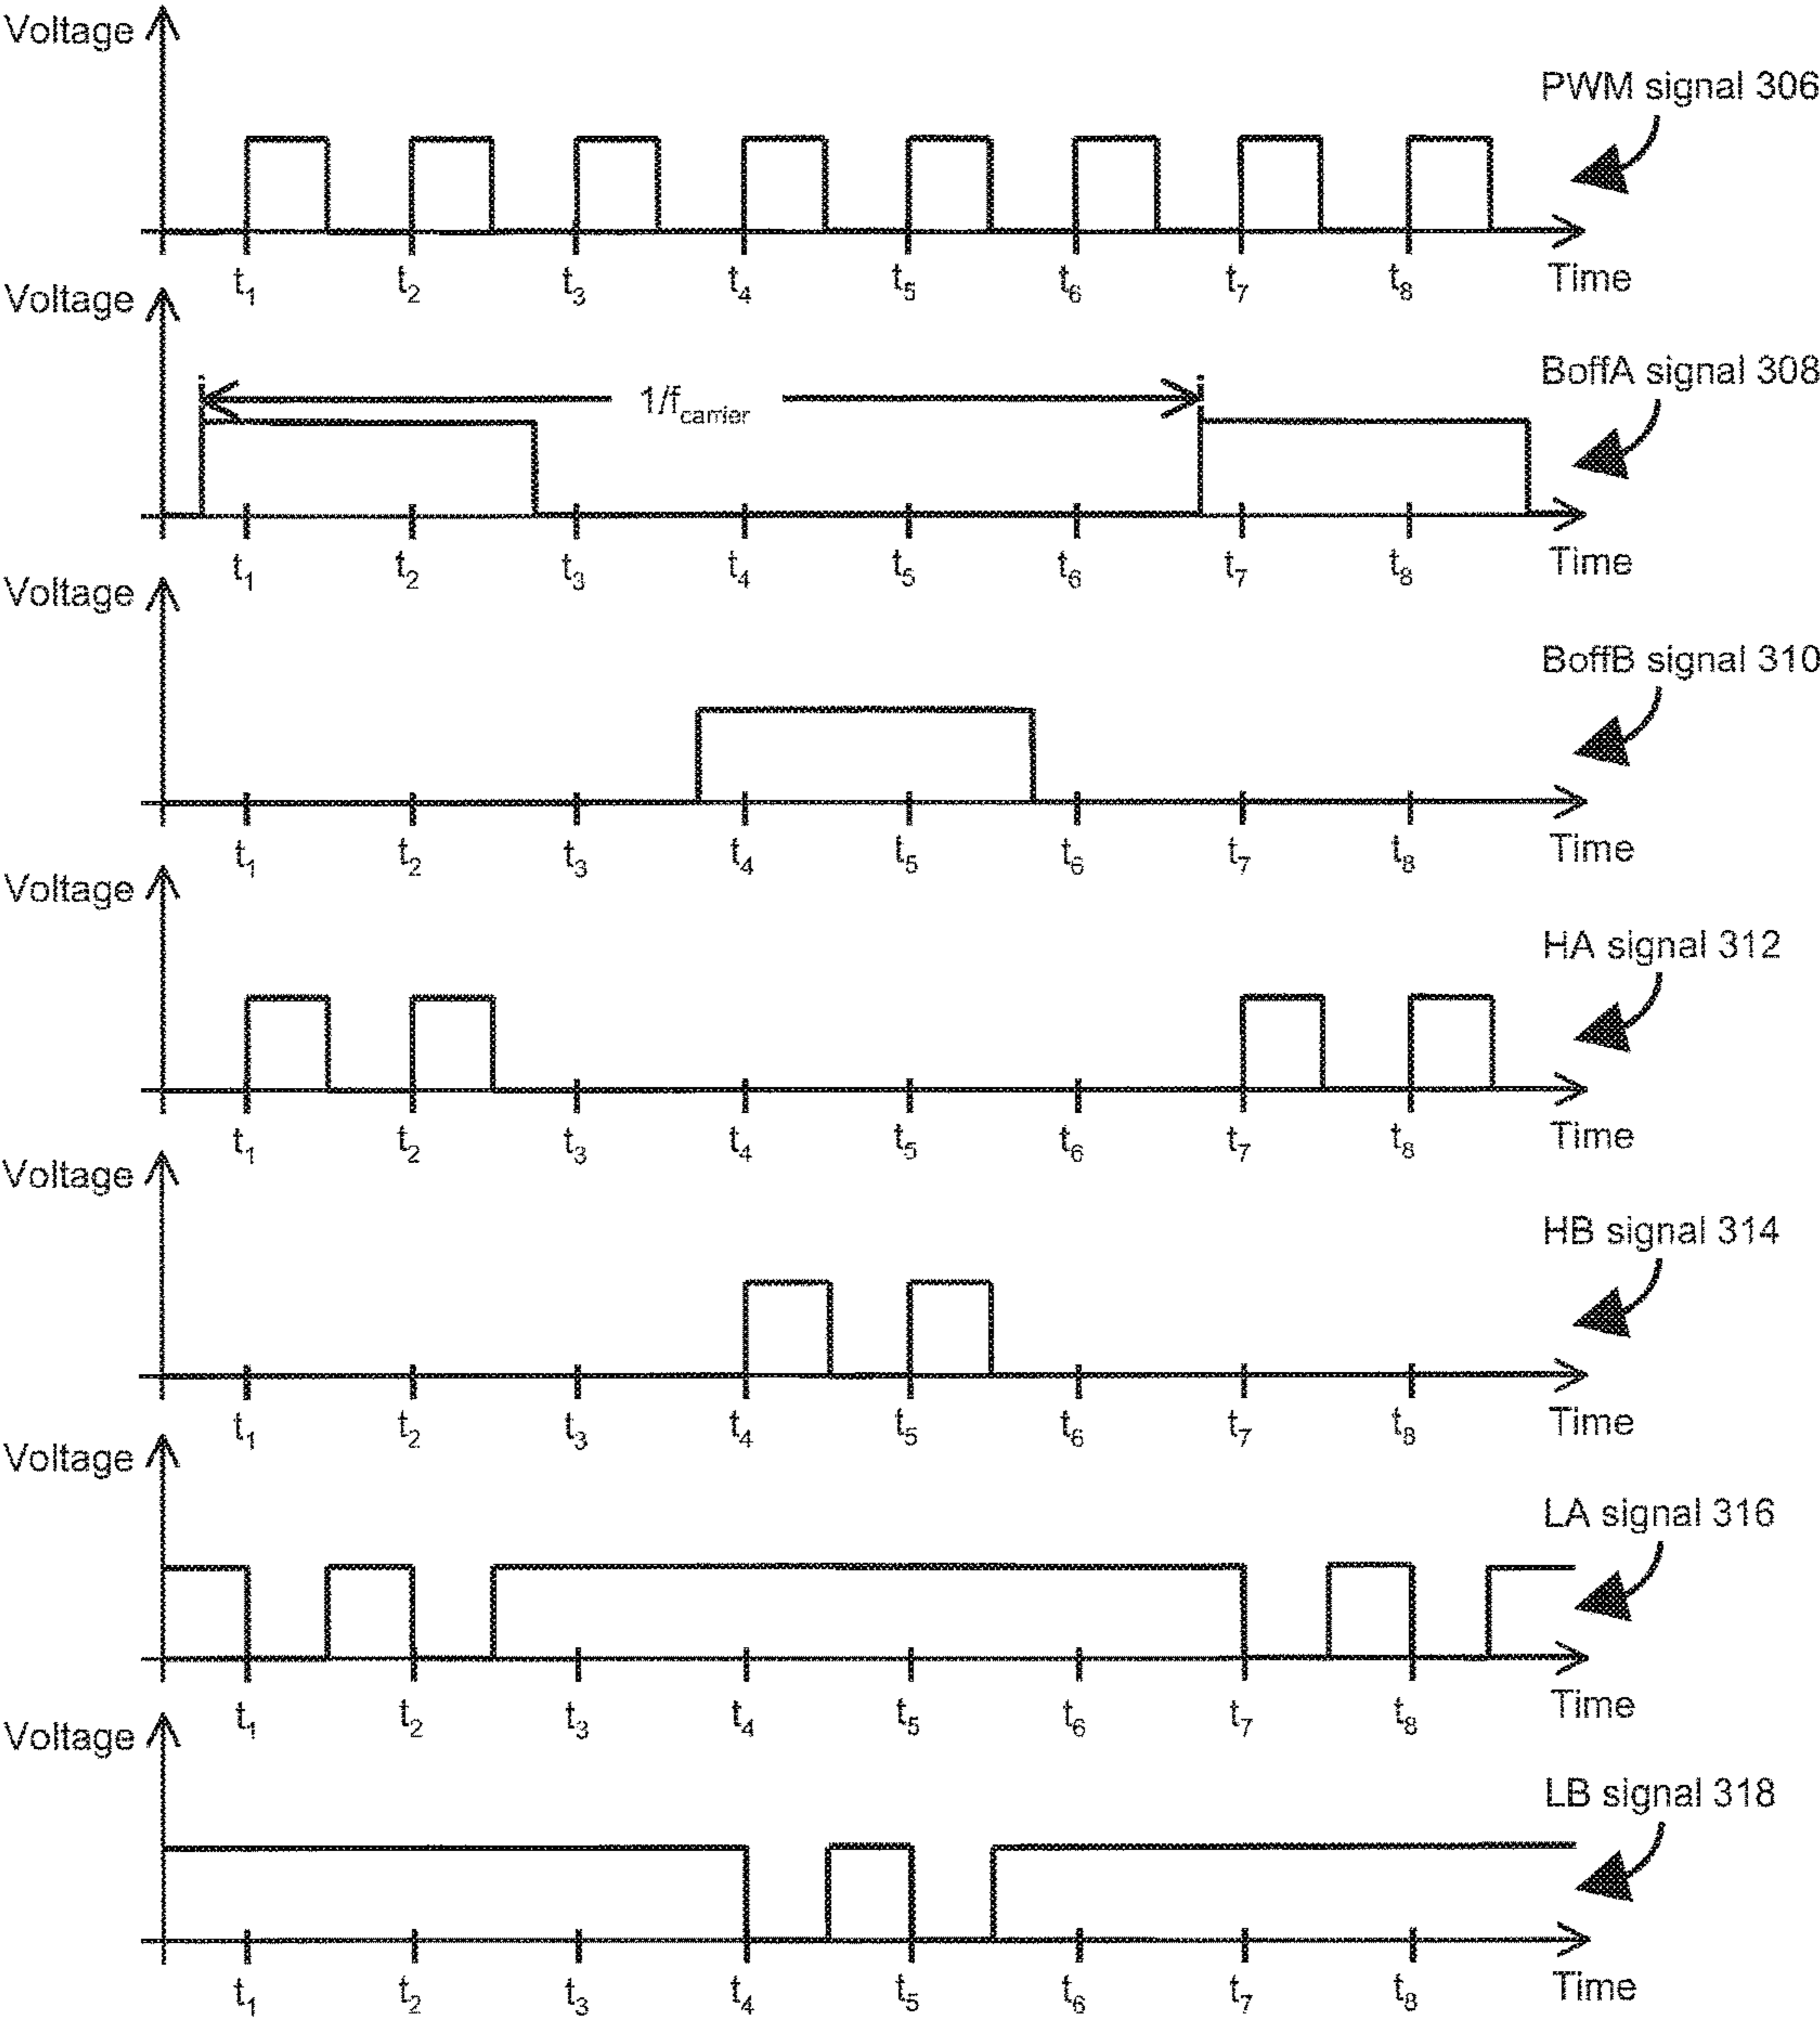 Voltage
PWM signal 306
t1 t2 t3 t4 t5 t6 t7 t8 Time
Voltage
BoffA signal 308
1/fcarrier
t1 t2 t3 t4 t5 t6 t7 t8 Time
Voltage
BoffB signal 310
t1 t2 t3 t4 t5 t6 t7 t8 Time
Voltage
HA signal 312
t1 t2 t3 t4 t5 t6 t7 t8 Time
Voltage
HB signal 314
t1 t2 t3 t4 t5 t6 t7 t8 Time
Voltage
LA signal 316
t1 t2 t3 t4 t5 t6 t7 t8 Time
Voltage
LB signal 318
t1 t2 t3 t4 t5 t6 t7 t8 Time